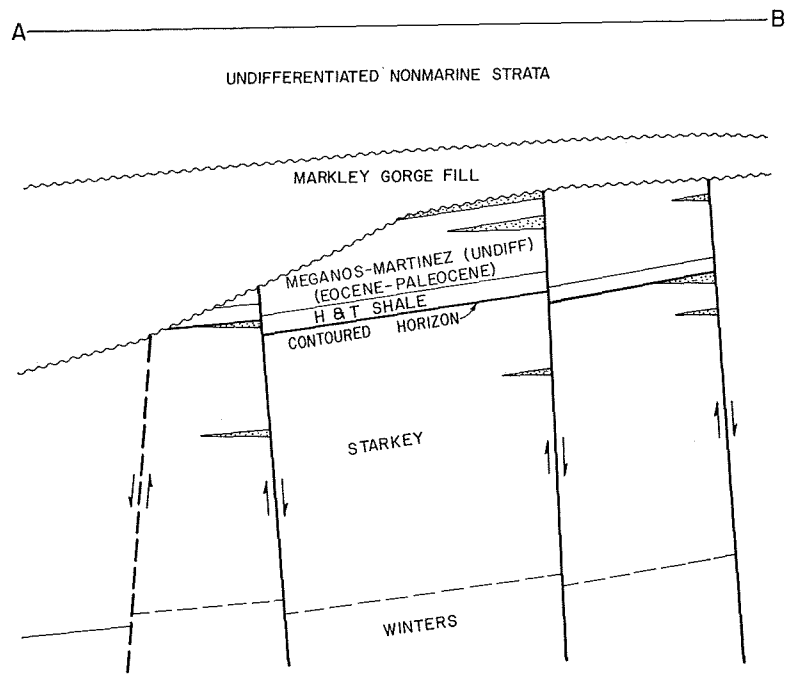 A B
UNDIFFERENTIATED NONMARINE STRATA
MARKLEY GORGE FILL
MEGANOS-MARTINEZ (UNDIFF)
(EOCENE-PALEOCENE)
H & T SHALE
CONTOURED HORIZON
STARKEY
WINTERS